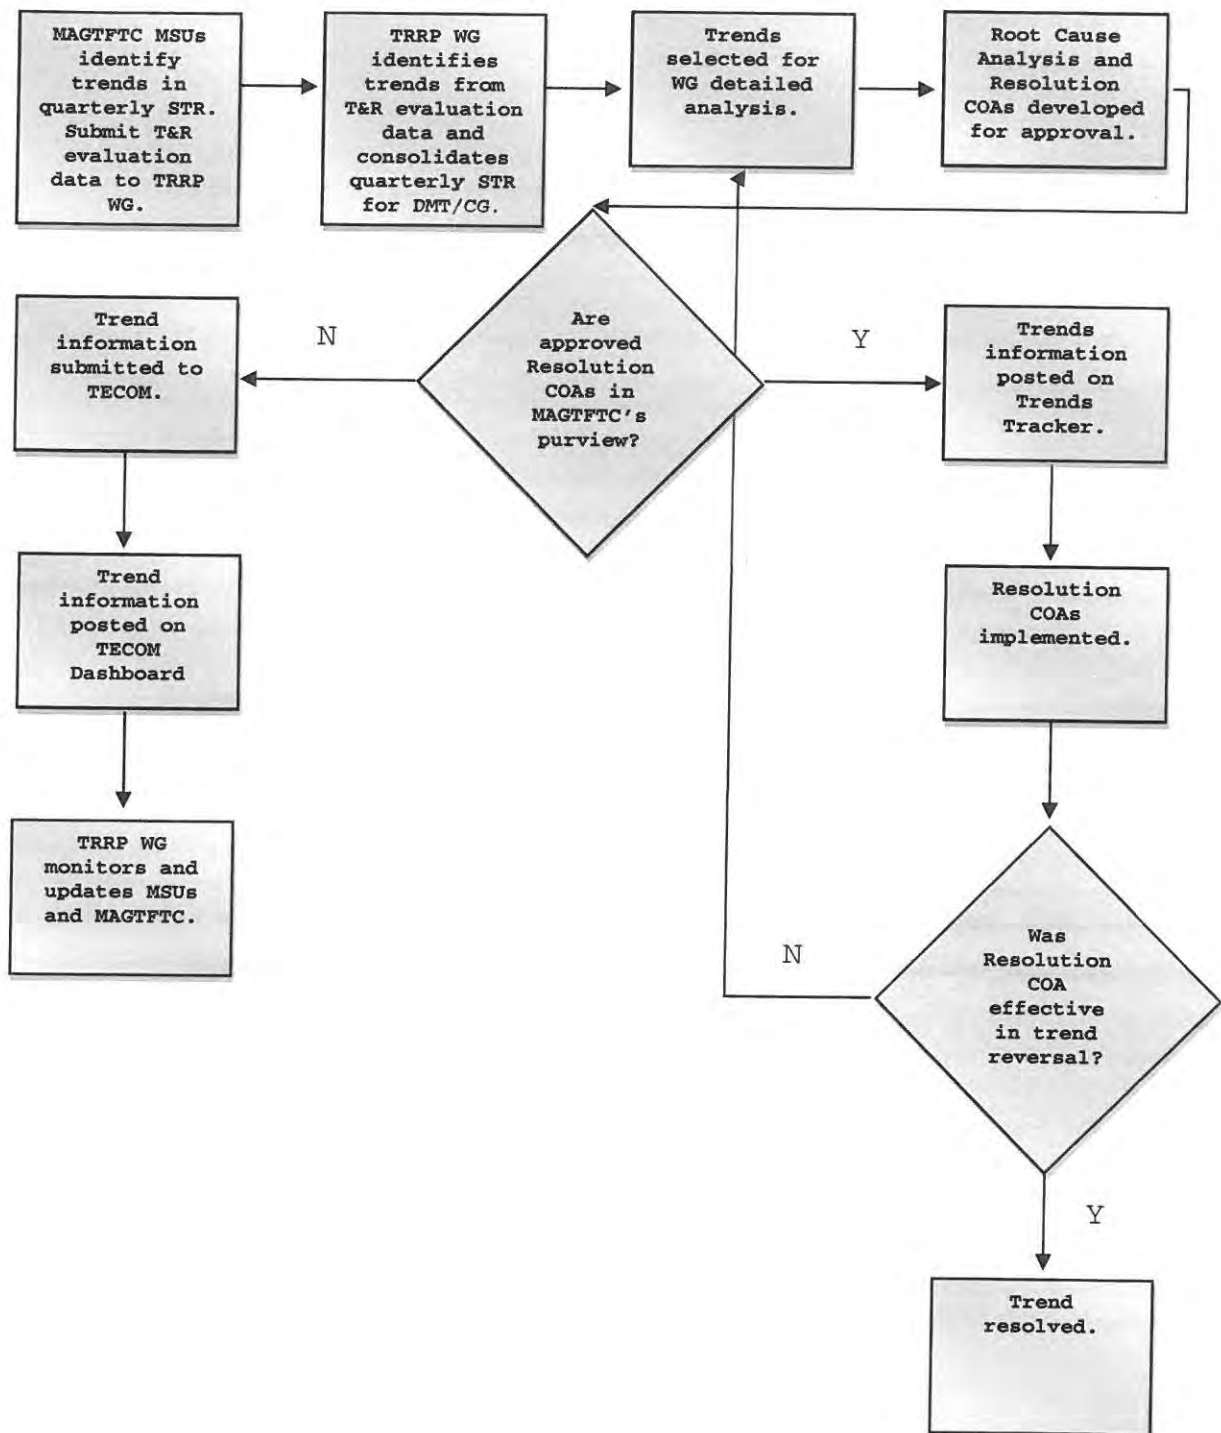 MAGTFTC MSUs
identify
trends in
quarterly STR.
Submit T&R
evaluation
data to TRRP
WG.
TRRP WG
identifies
trends from
T&R evaluation
data and
consolidates
quarterly STR
for DMT/CG.
Trends
selected for
WG detailed
analysis.
Root Cause
Analysis and
Resolution
COAs developed
for approval.
Are
approved
Resolution
COAs in
MAGTFTC's
purview?
N
Y
Trend
information
submitted to
TECOM.
Trend
information
posted on
TECOM
Dashboard
TRRP WG
monitors and
updates MSUs
and MAGTFTC.
Trends
information
posted on
Trends
Tracker.
Resolution
COAs
implemented.
Was
Resolution
COA
effective
in trend
reversal?
N
Y
Trend
resolved.